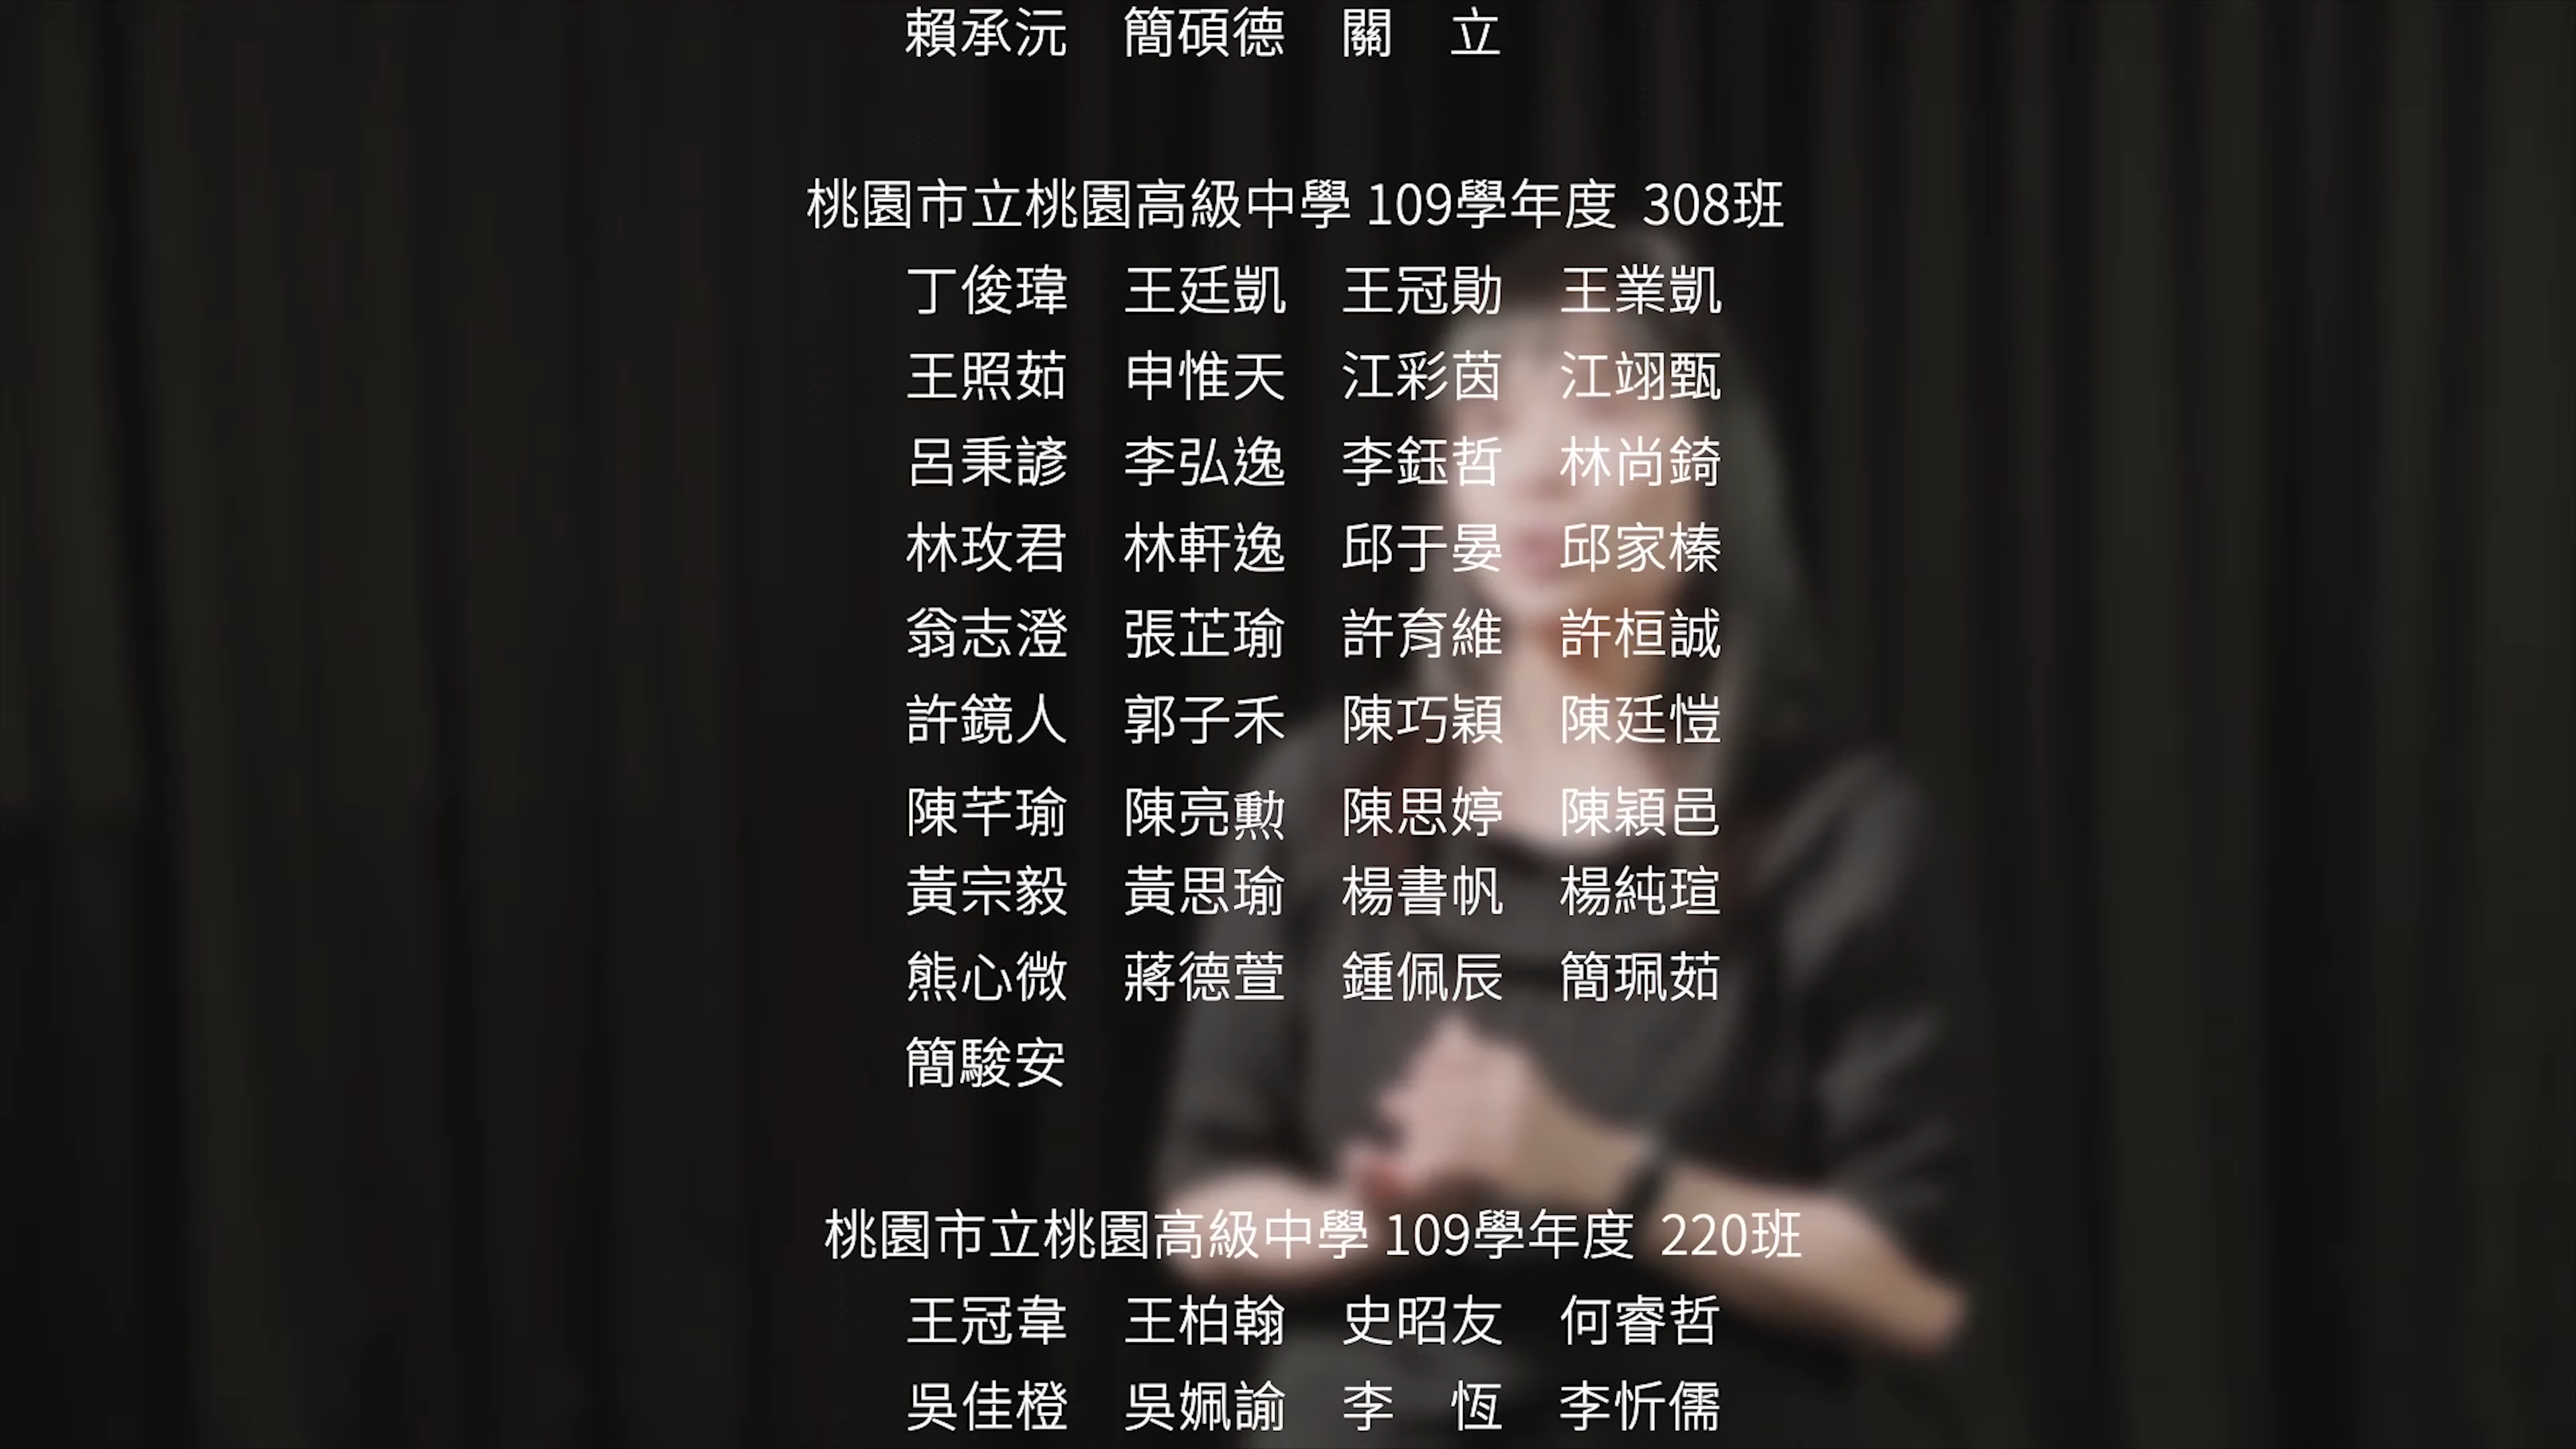 賴承沅　簡碩德　關　立
桃園市立桃園高級中學 109學年度 308班
丁俊瑋　王廷凱　王冠勛　王業凱
王照茹　申惟天　江彩茵　江翊甄
呂秉諺　李弘逸　李鈺哲　林尚錡
林玫君　林軒逸　邱于晏　邱家榛
翁志澄　張芷瑜　許育維　許桓誠
許鏡人　郭子禾　陳巧穎　陳廷愷
陳芊瑜　陳亮勲　陳思婷　陳穎邑
黃宗毅　黃思瑜　楊書帆　楊純瑄
熊心微　蔣德萱　鍾佩辰　簡珮茹
簡駿安
桃園市立桃園高級中學 109學年度 220班
王冠韋　王柏翰　史昭友　何睿哲
吳佳橙　吳姵諭　李　恆　李忻儒